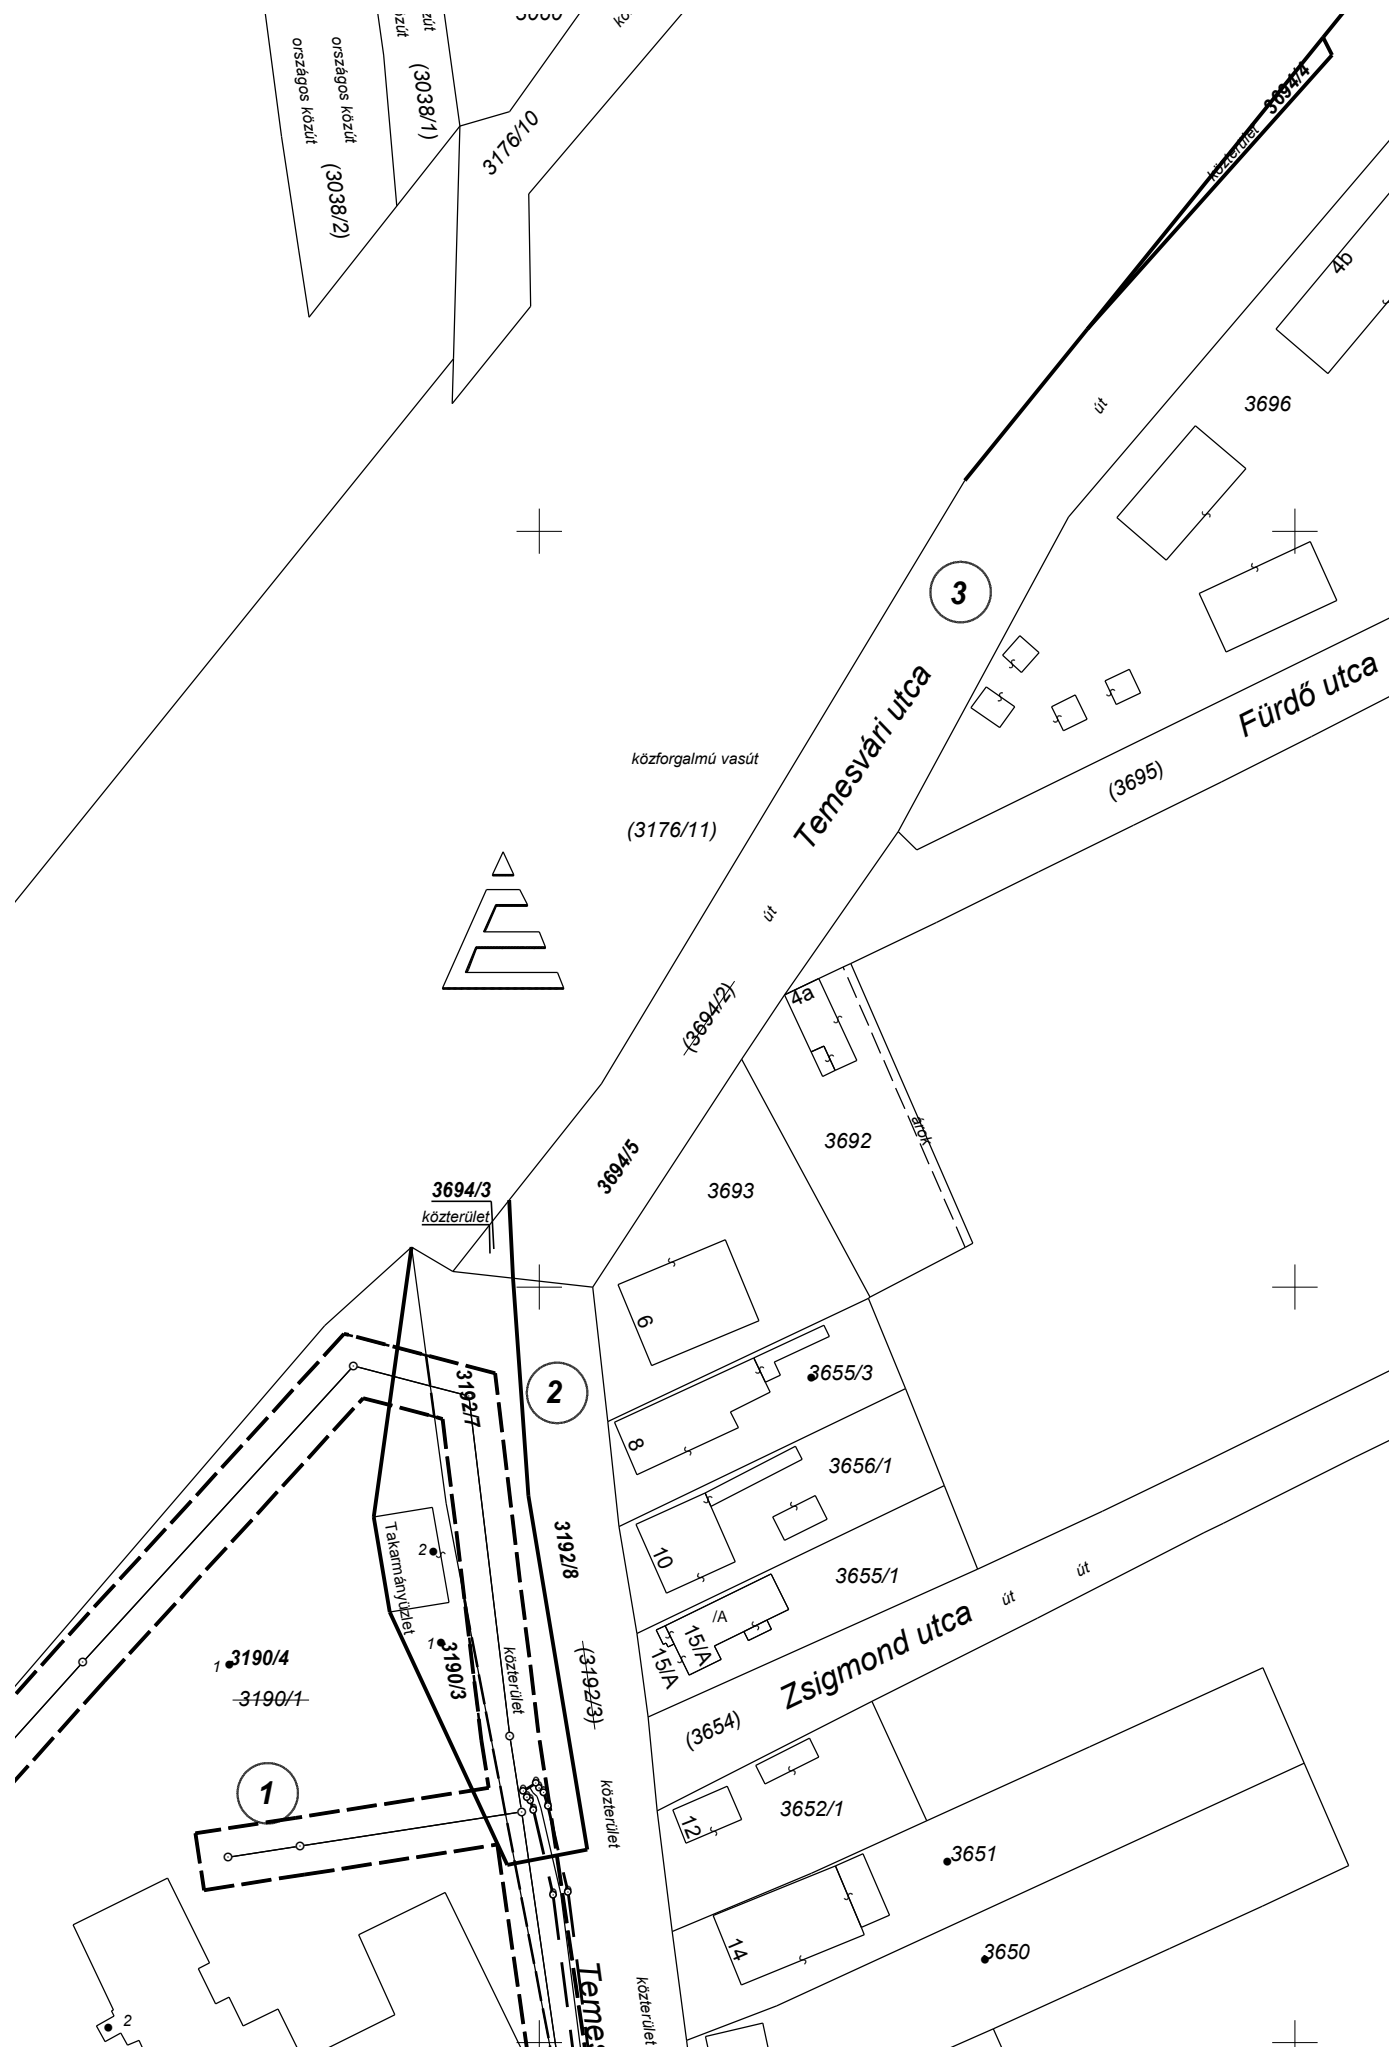 országos közút
országos közút
(3038/2)
(3038/1)
3176/10
3694/4
közterület
4b
3696
út
3
Temesvári utca
Fürdő utca
(3695)
közforgalmú vasút
(3176/11)
út
(3694/2)
4a
árok
3692
3693
3694/5
3694/3
közterület
É
6
3655/3
2
3192/7
8
3656/1
10
3192/8
Takarmányüzlet
2
3655/1
/A
15/A
15/A
út
út
Zsigmond utca
1
3190/3
közterület
(3192/3)
1
3190/4
3190/1
(3654)
1
közterület
12
3652/1
3651
14
3650
közterület
2